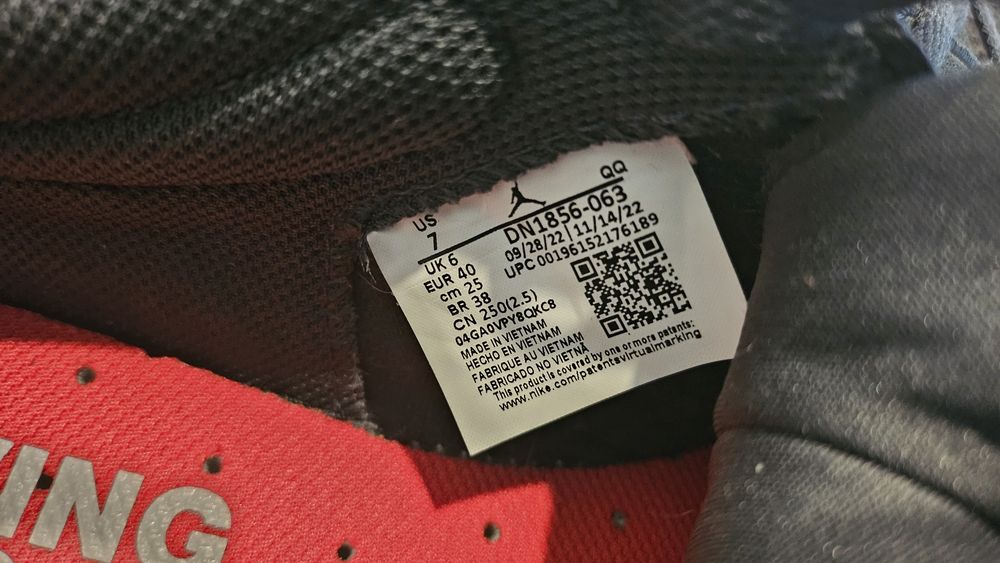 US QQ
7 DN1856-063
09/28/22 | 11/14/22
UPC 00196152176189
UK 6
EUR 40
cm 25
BR 38
CN 250(2.5)
04GA0VPY8QKC8
MADE IN VIETNAM
HECHO EN VIETNAM
FABRIQUE AU VIETNAM
FABRICADO NO VIETNÃ
This product is covered by one or more patents:
www.nike.com/patentsvirtualmarking
ING